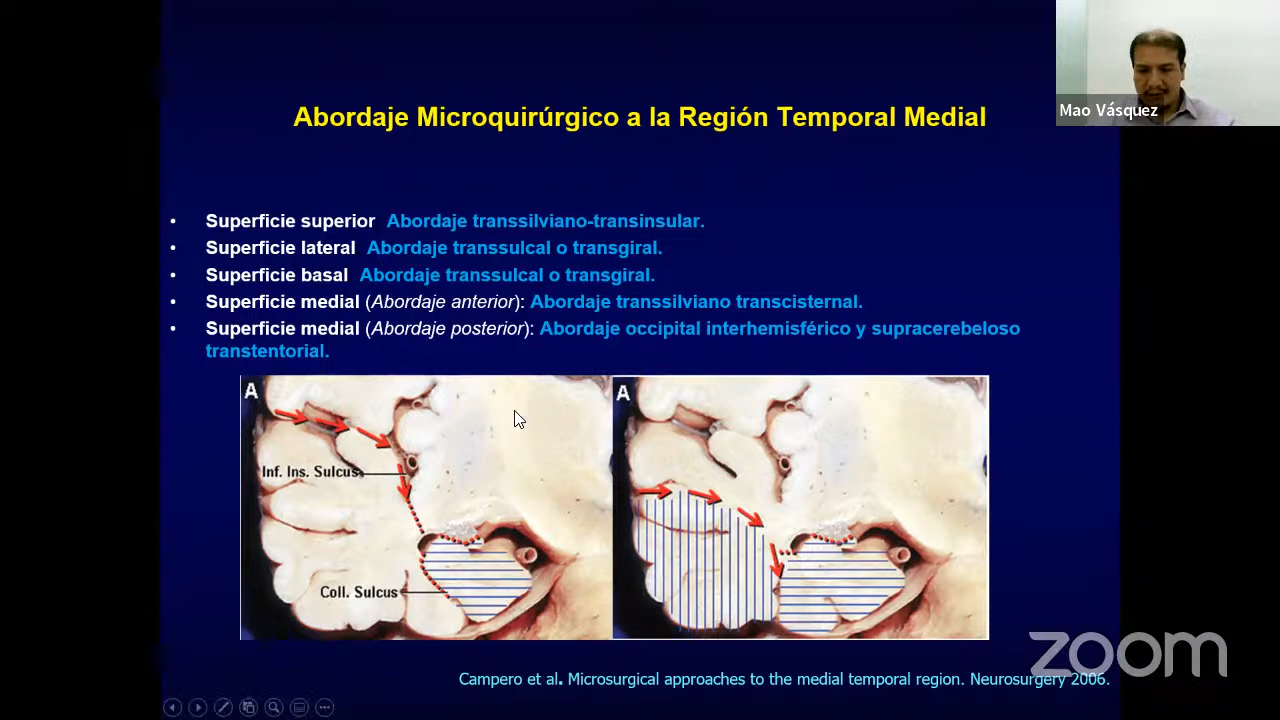 Mao Vásquez
Abordaje Microquirúrgico a la Región Temporal Medial
• Superficie superior Abordaje transsilviano-transinsular.
• Superficie lateral Abordaje transsulcal o transgiral.
• Superficie basal Abordaje transsulcal o transgiral.
• Superficie medial (Abordaje anterior): Abordaje transsilviano transcisternal.
• Superficie medial (Abordaje posterior): Abordaje occipital interhemisférico y supracerebeloso
transtentorial.
A
Inf. Ins. Sulcus
Coll. Sulcus
A
zoom
Campero et al. Microsurgical approaches to the medial temporal region. Neurosurgery 2006.